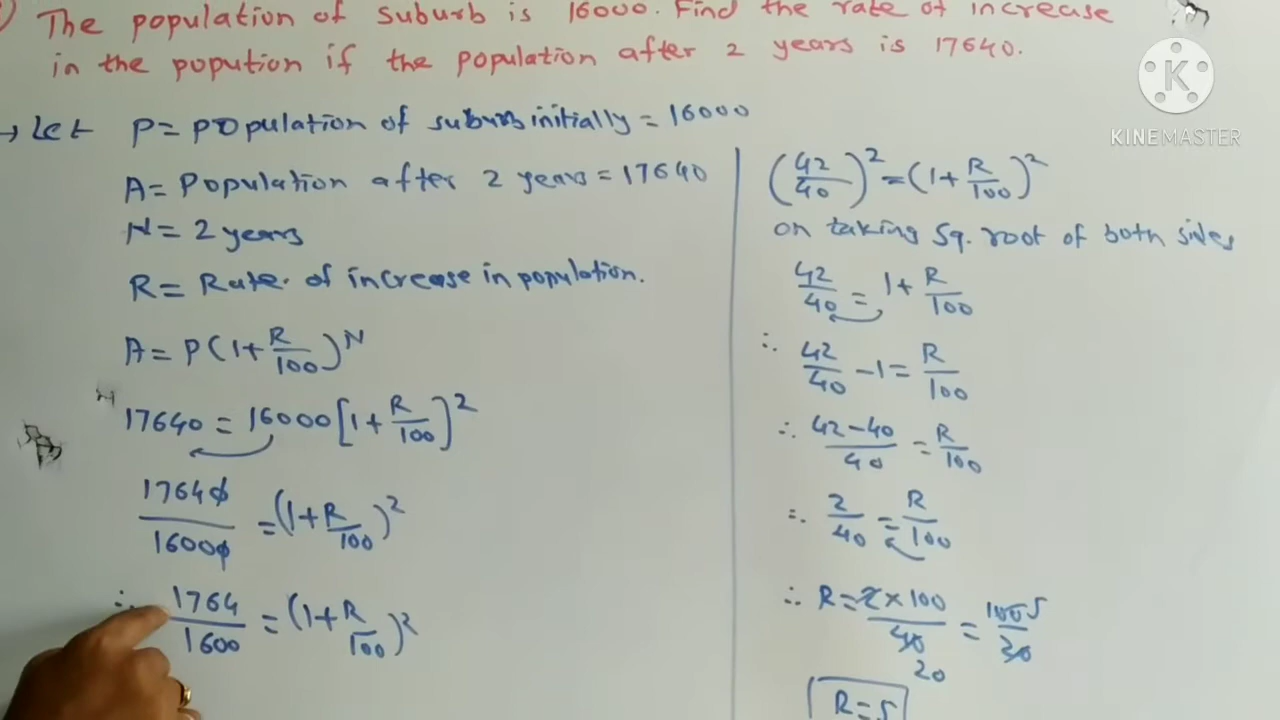 The population of suburb is 16000. Find the rate of increase
in the popution if the population after 2 years is 17640.
→ Let P = population of suburb initially = 16000
A = Population after 2 years = 17640
N = 2 years
R = Rate of increase in population.
A = P(1+R/100)^N
17640 = 16000[1+R/100]^2
17640/16000 = (1+R/100)^2
∴ 1764/1600 = (1+R/100)^2
(42/40)^2 = (1+R/100)^2
on taking sq. root of both sides
42/40 = 1+R/100
∴ 42/40 - 1 = R/100
∴ 42-40/40 = R/100
∴ 2/40 = R/100
∴ R = 2×100/40 = 100/20
20
5
R = 5
K
KINEMASTER